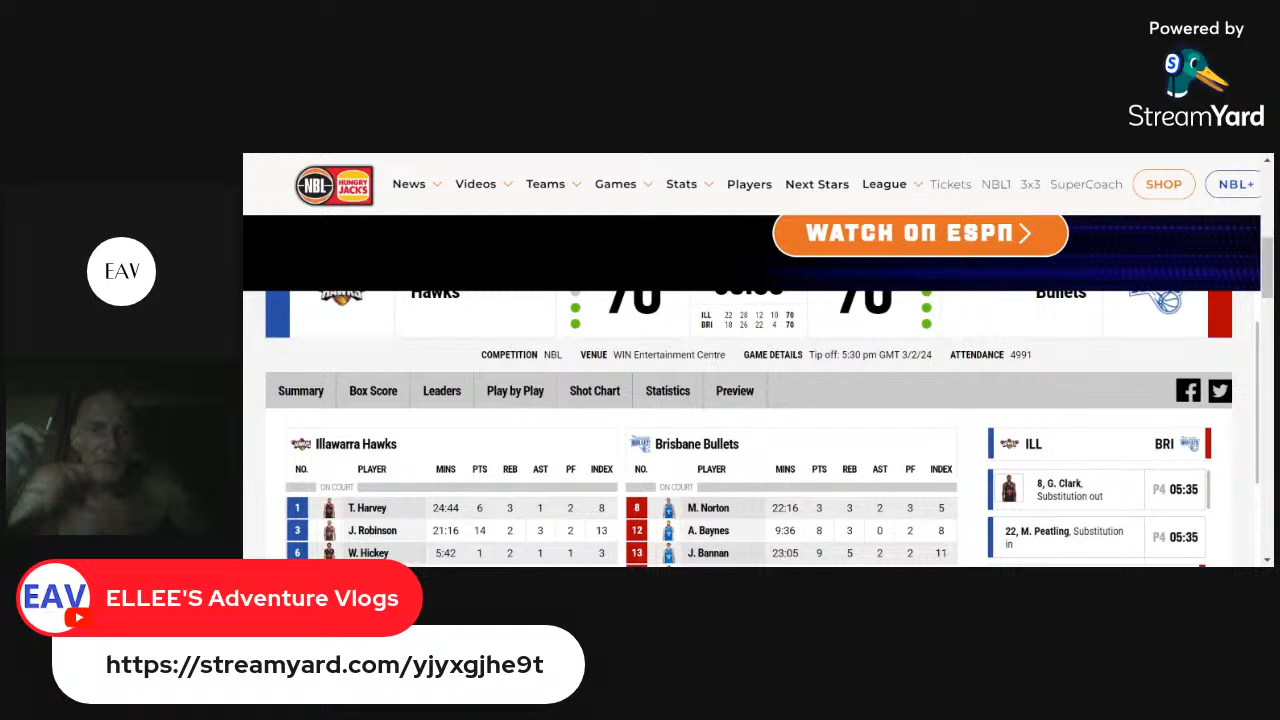 Powered by
StreamYard
NBL
HUNGRY JACK'S
News Videos Teams Games Stats Players Next Stars League Tickets NBL1 3x3 SuperCoach SHOP NBL+
WATCH ON ESPN
Hawks 70 70 Bullets
ILL 22 28 12 10 70
BRI 18 26 22 4 70
COMPETITION NBL VENUE WIN Entertainment Centre GAME DETAILS Tip off: 5:30 pm GMT 3/2/24 ATTENDANCE 4991
Summary Box Score Leaders Play by Play Shot Chart Statistics Preview
Illawarra Hawks
NO. PLAYER MINS PTS REB AST PF INDEX
ON COURT
1 T. Harvey 24:44 6 3 1 2 8
3 J. Robinson 21:16 14 2 3 2 13
6 W. Hickey 5:42 1 2 1 1 3
Brisbane Bullets
NO. PLAYER MINS PTS REB AST PF INDEX
ON COURT
8 M. Norton 22:16 3 3 2 3 5
12 A. Baynes 9:36 8 3 0 2 8
13 J. Bannan 23:05 9 5 2 2 11
ILL BRI
8, G. Clark,
Substitution out
P4 05:35
22, M. Peatling, Substitution
in
P4 05:35
EAV
EAV
ELLEE'S Adventure Vlogs
https://streamyard.com/yjyxgjhe9t